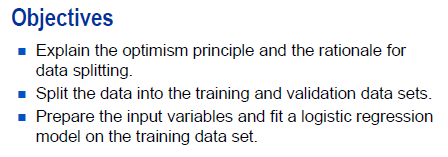 Objectives
Explain the optimism principle and the rationale for
data splitting.
Split the data into the training and validation data sets.
Prepare the input variables and fit a logistic regression
model on the training data set.